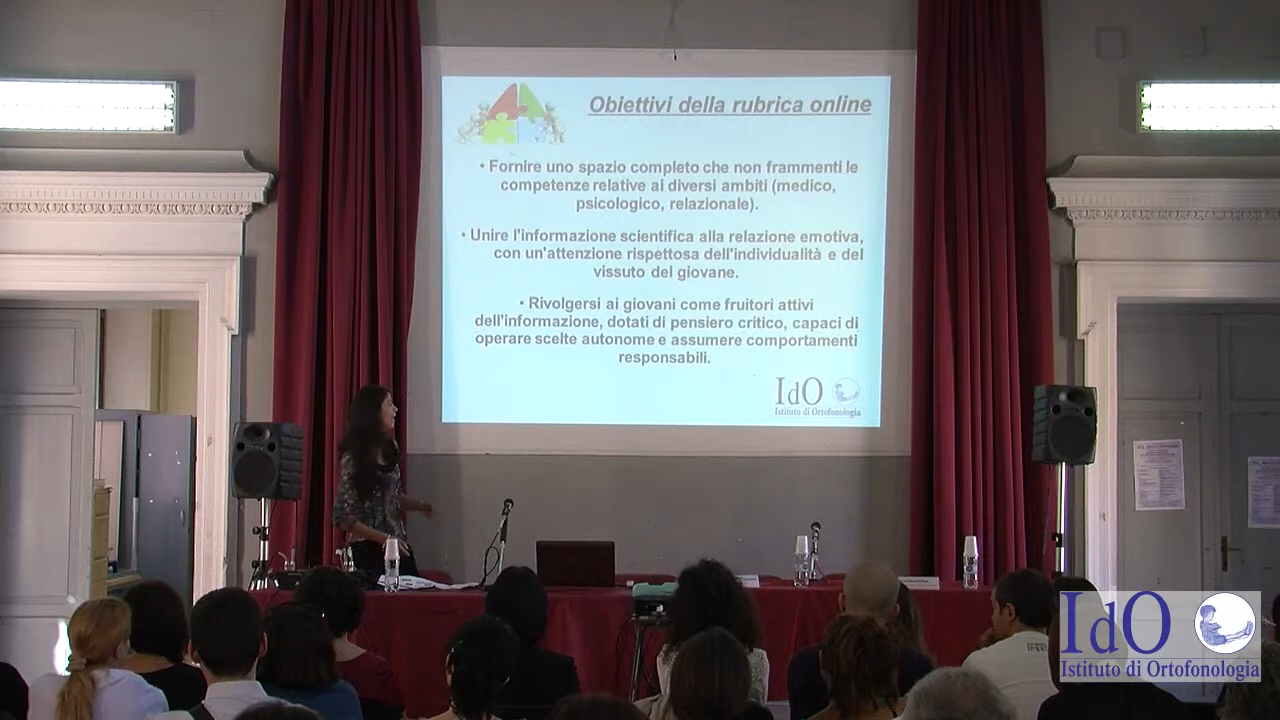 Obiettivi della rubrica online
• Fornire uno spazio completo che non frammenti le
competenze relative ai diversi ambiti (medico,
psicologico, relazionale).
• Unire l'informazione scientifica alla relazione emotiva,
con un'attenzione rispettosa dell'individualità e del
vissuto del giovane.
• Rivolgersi ai giovani come fruitori attivi
dell'informazione, dotati di pensiero critico, capaci di
operare scelte autonome e assumere comportamenti
responsabili.
IdO
Istituto di Ortofonologia
IdO
Istituto di Ortofonologia